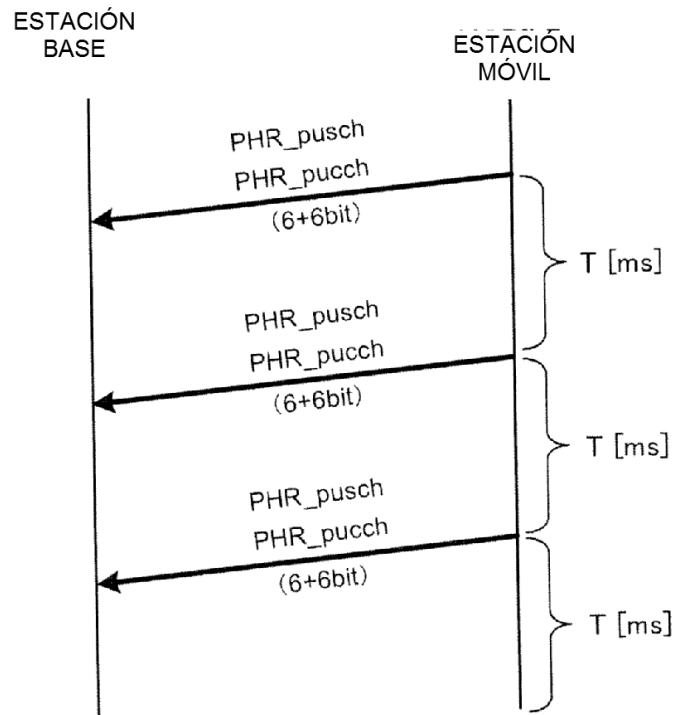 ESTACIÓN
BASE
ESTACIÓN
MÓVIL
PHR_pusch
PHR_pucch
(6+6bit)
T [ms]
PHR_pusch
PHR_pucch
(6+6bit)
T [ms]
PHR_pusch
PHR_pucch
(6+6bit)
T [ms]